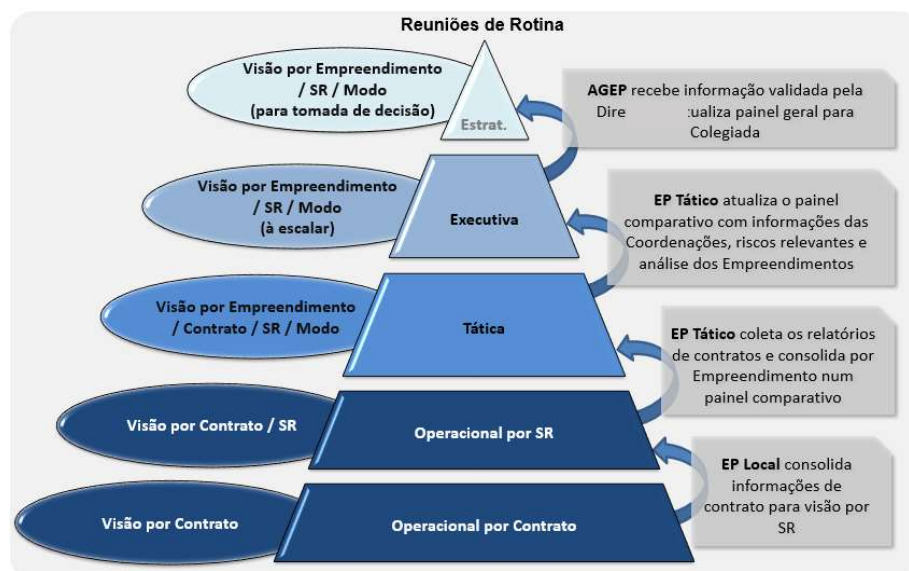 Reuniões de Rotina
Visão por Empreendimento
/ SR / Modo
(para tomada de decisão)
Estrat.
AGEP recebe informação validada pela
Dire tualiza painel geral para
Colegiada
Visão por Empreendimento
/ SR / Modo
(à escalar)
Executiva
EP Tático atualiza o painel
comparativo com informações das
Coordenações, riscos relevantes e
análise dos Empreendimentos
Visão por Empreendimento
/ Contrato / SR / Modo
Tática
EP Tático coleta os relatórios
de contratos e consolida por
Empreendimento num
painel comparativo
Visão por Contrato / SR
Operacional por SR
EP Local consolida
informações de
contrato para visão por
SR
Visão por Contrato
Operacional por Contrato